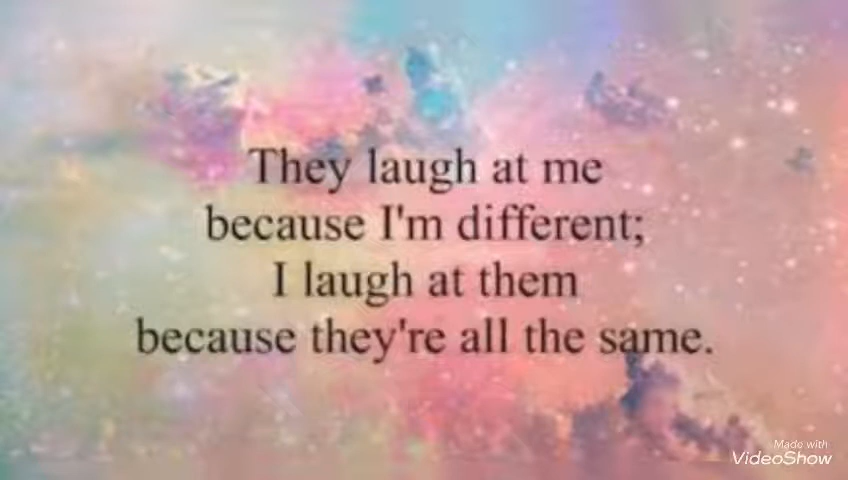 They laugh at me
because I'm different;
I laugh at them
because they're all the same.
Made with
VideoShow